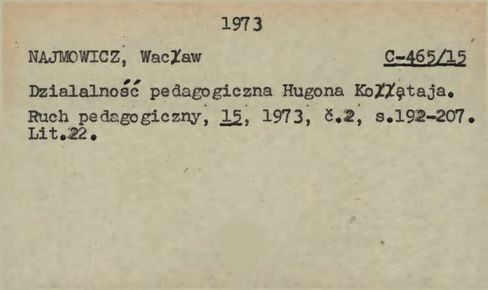 1973
NAJMOWICZ, Wacław C-465/15
Działalność pedagogiczna Hugona Kołłątaja.
Ruch pedagogiczny, 15, 1973, č.2, s.192-207.
Lit.22.